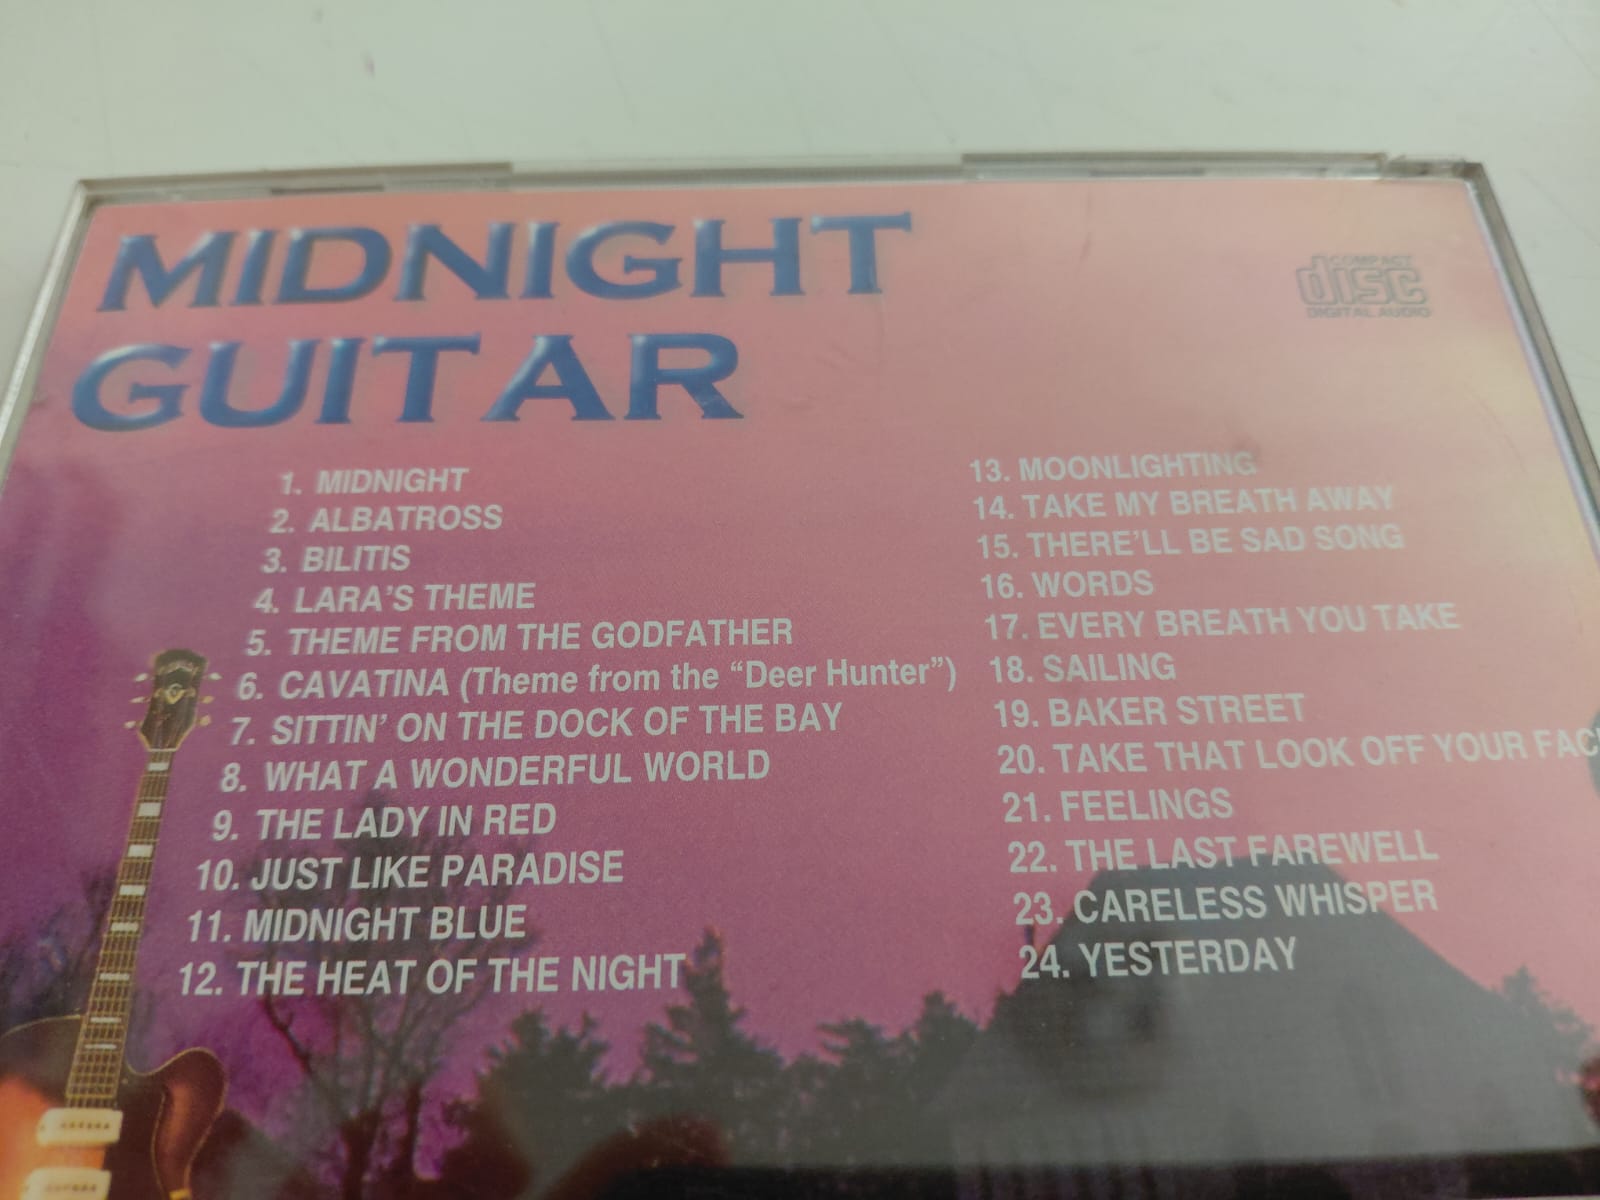 MIDNIGHT
GUITAR
COMPACT
disc
DIGITAL AUDIO
1. MIDNIGHT
2. ALBATROSS
3. BILITIS
4. LARA'S THEME
5. THEME FROM THE GODFATHER
6. CAVATINA (Theme from the “Deer Hunter”)
7. SITTIN' ON THE DOCK OF THE BAY
8. WHAT A WONDERFUL WORLD
9. THE LADY IN RED
10. JUST LIKE PARADISE
11. MIDNIGHT BLUE
12. THE HEAT OF THE NIGHT
13. MOONLIGHTING
14. TAKE MY BREATH AWAY
15. THERE'LL BE SAD SONG
16. WORDS
17. EVERY BREATH YOU TAKE
18. SAILING
19. BAKER STREET
20. TAKE THAT LOOK OFF YOUR
21. FEELINGS
22. THE LAST FAREWELL
23. CARELESS WHISPER
24. YESTERDAY